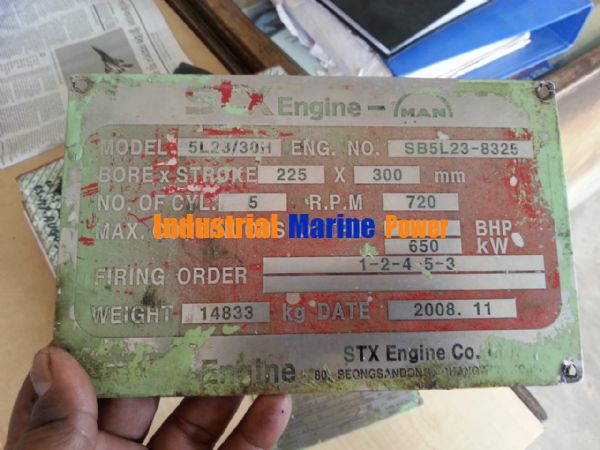 STX Engine - MAN
MODEL 5L23/30H ENG. NO. SB5L23-8325
BORE x STROKE 225 X 300 mm
NO. OF CYL. 5 R.P.M 720
Industrial Marine Power
MAX. BHP
650 kW
FIRING ORDER 1-2-4-5-3
WEIGHT 14833 kg DATE 2008. 11
STX Engine Co.
Engine 80, SEONGSANDONG,